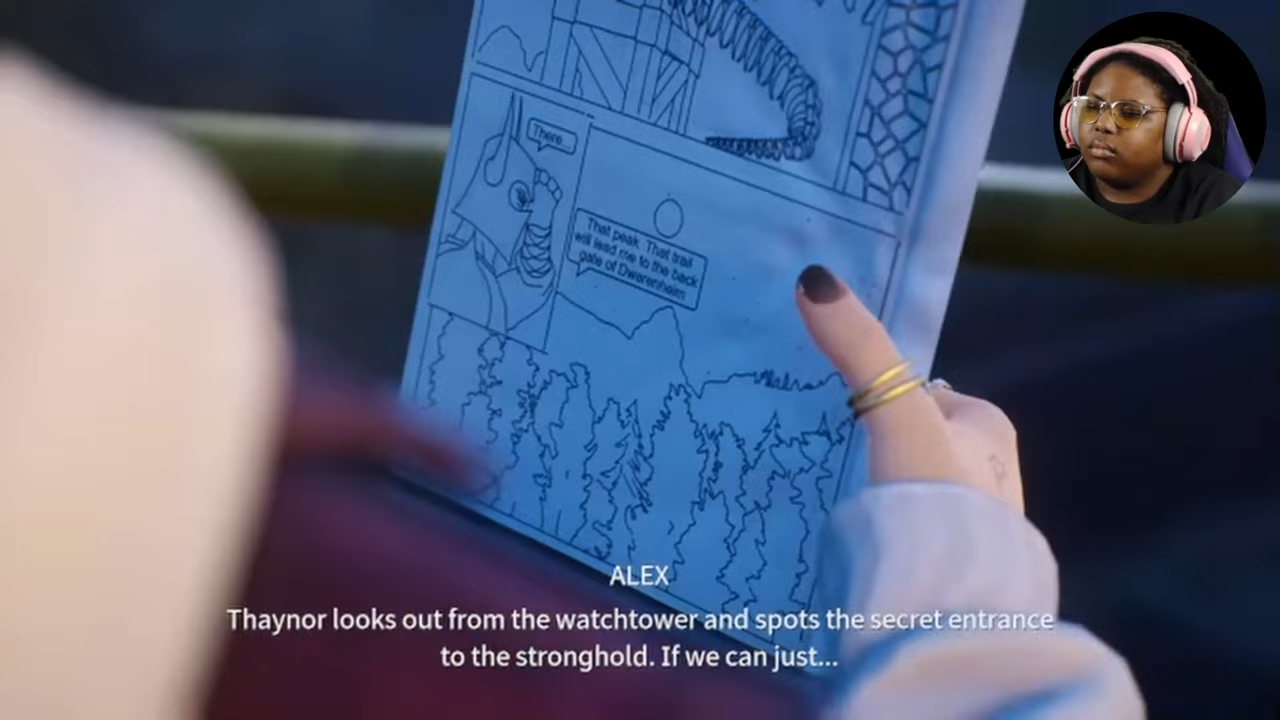 There...
That peak. That trail
will lead me to the back
gate of Dwarenheim
ALEX
Thaynor looks out from the watchtower and spots the secret entrance
to the stronghold. If we can just...